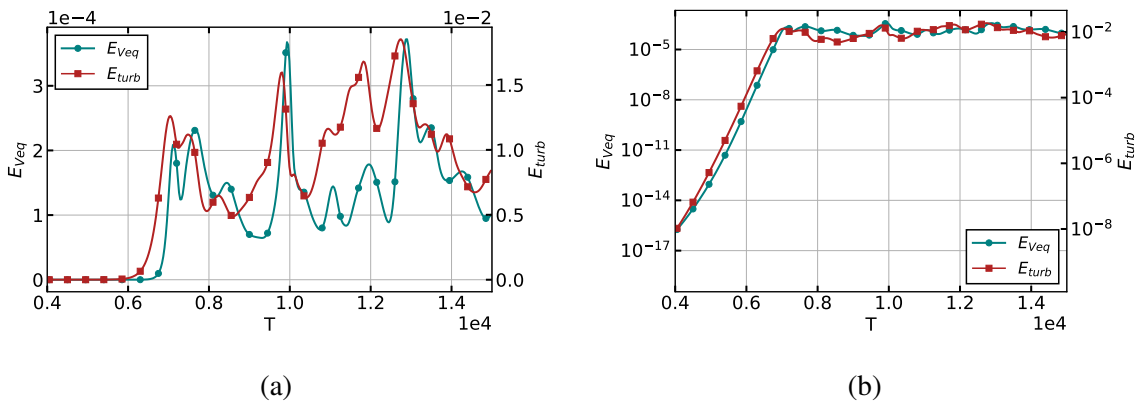 1e−4
1e−2
E_Veq
E_turb
E_Veq
3
2
1
0
1.5
1.0
0.5
0.0
E_turb
0.4 0.6 0.8 1.0 1.2 1.4
T
1e4
(a)
E_Veq
10⁻⁵
10⁻⁸
10⁻¹¹
10⁻¹⁴
10⁻¹⁷
10⁻²
10⁻⁴
10⁻⁶
10⁻⁸
E_turb
E_Veq
E_turb
0.4 0.6 0.8 1.0 1.2 1.4
T
1e4
(b)